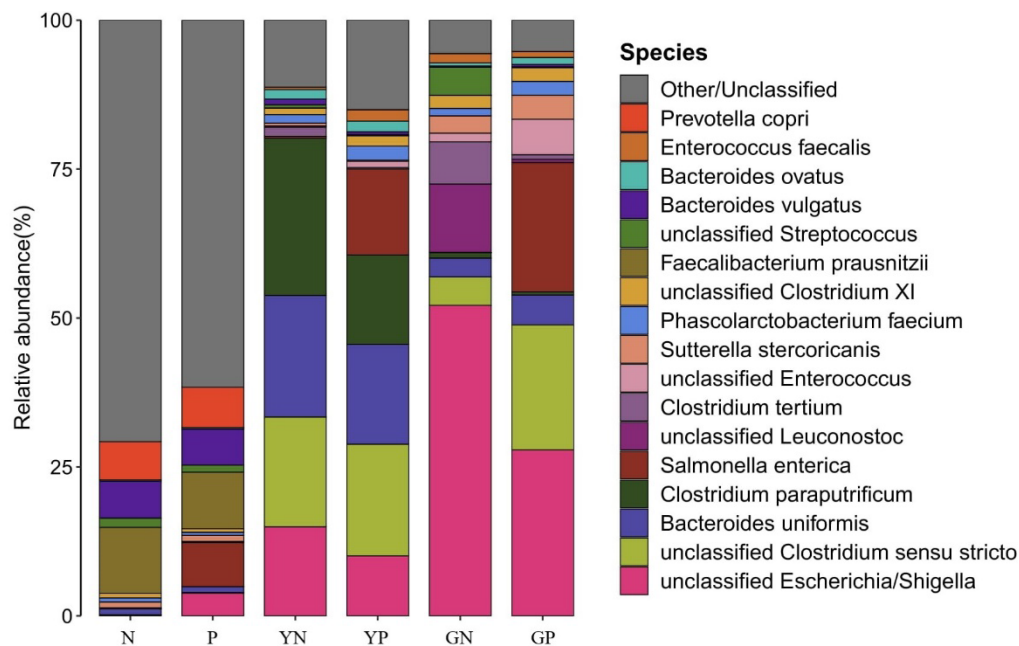 100
75
50
25
0
Relative abundance(%)
N P YN YP GN GP
Species
Other/Unclassified
Prevotella copri
Enterococcus faecalis
Bacteroides ovatus
Bacteroides vulgatus
unclassified Streptococcus
Faecalibacterium prausnitzii
unclassified Clostridium XI
Phascolarctobacterium faecium
Sutterella stercoricanis
unclassified Enterococcus
Clostridium tertium
unclassified Leuconostoc
Salmonella enterica
Clostridium paraputrificum
Bacteroides uniformis
unclassified Clostridium sensu stricto
unclassified Escherichia/Shigella